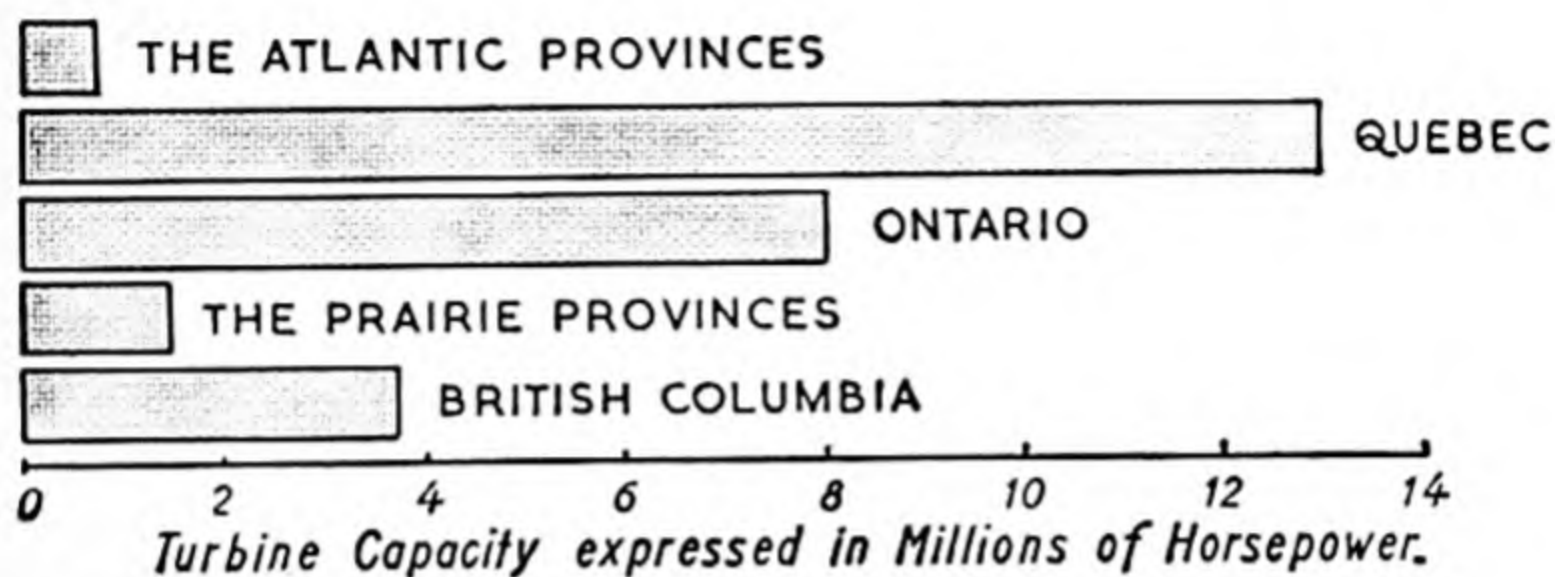 THE ATLANTIC PROVINCES
QUEBEC
ONTARIO
THE PRAIRIE PROVINCES
BRITISH COLUMBIA
0 2 4 6 8 10 12 14
Turbine Capacity expressed in Millions of Horsepower.